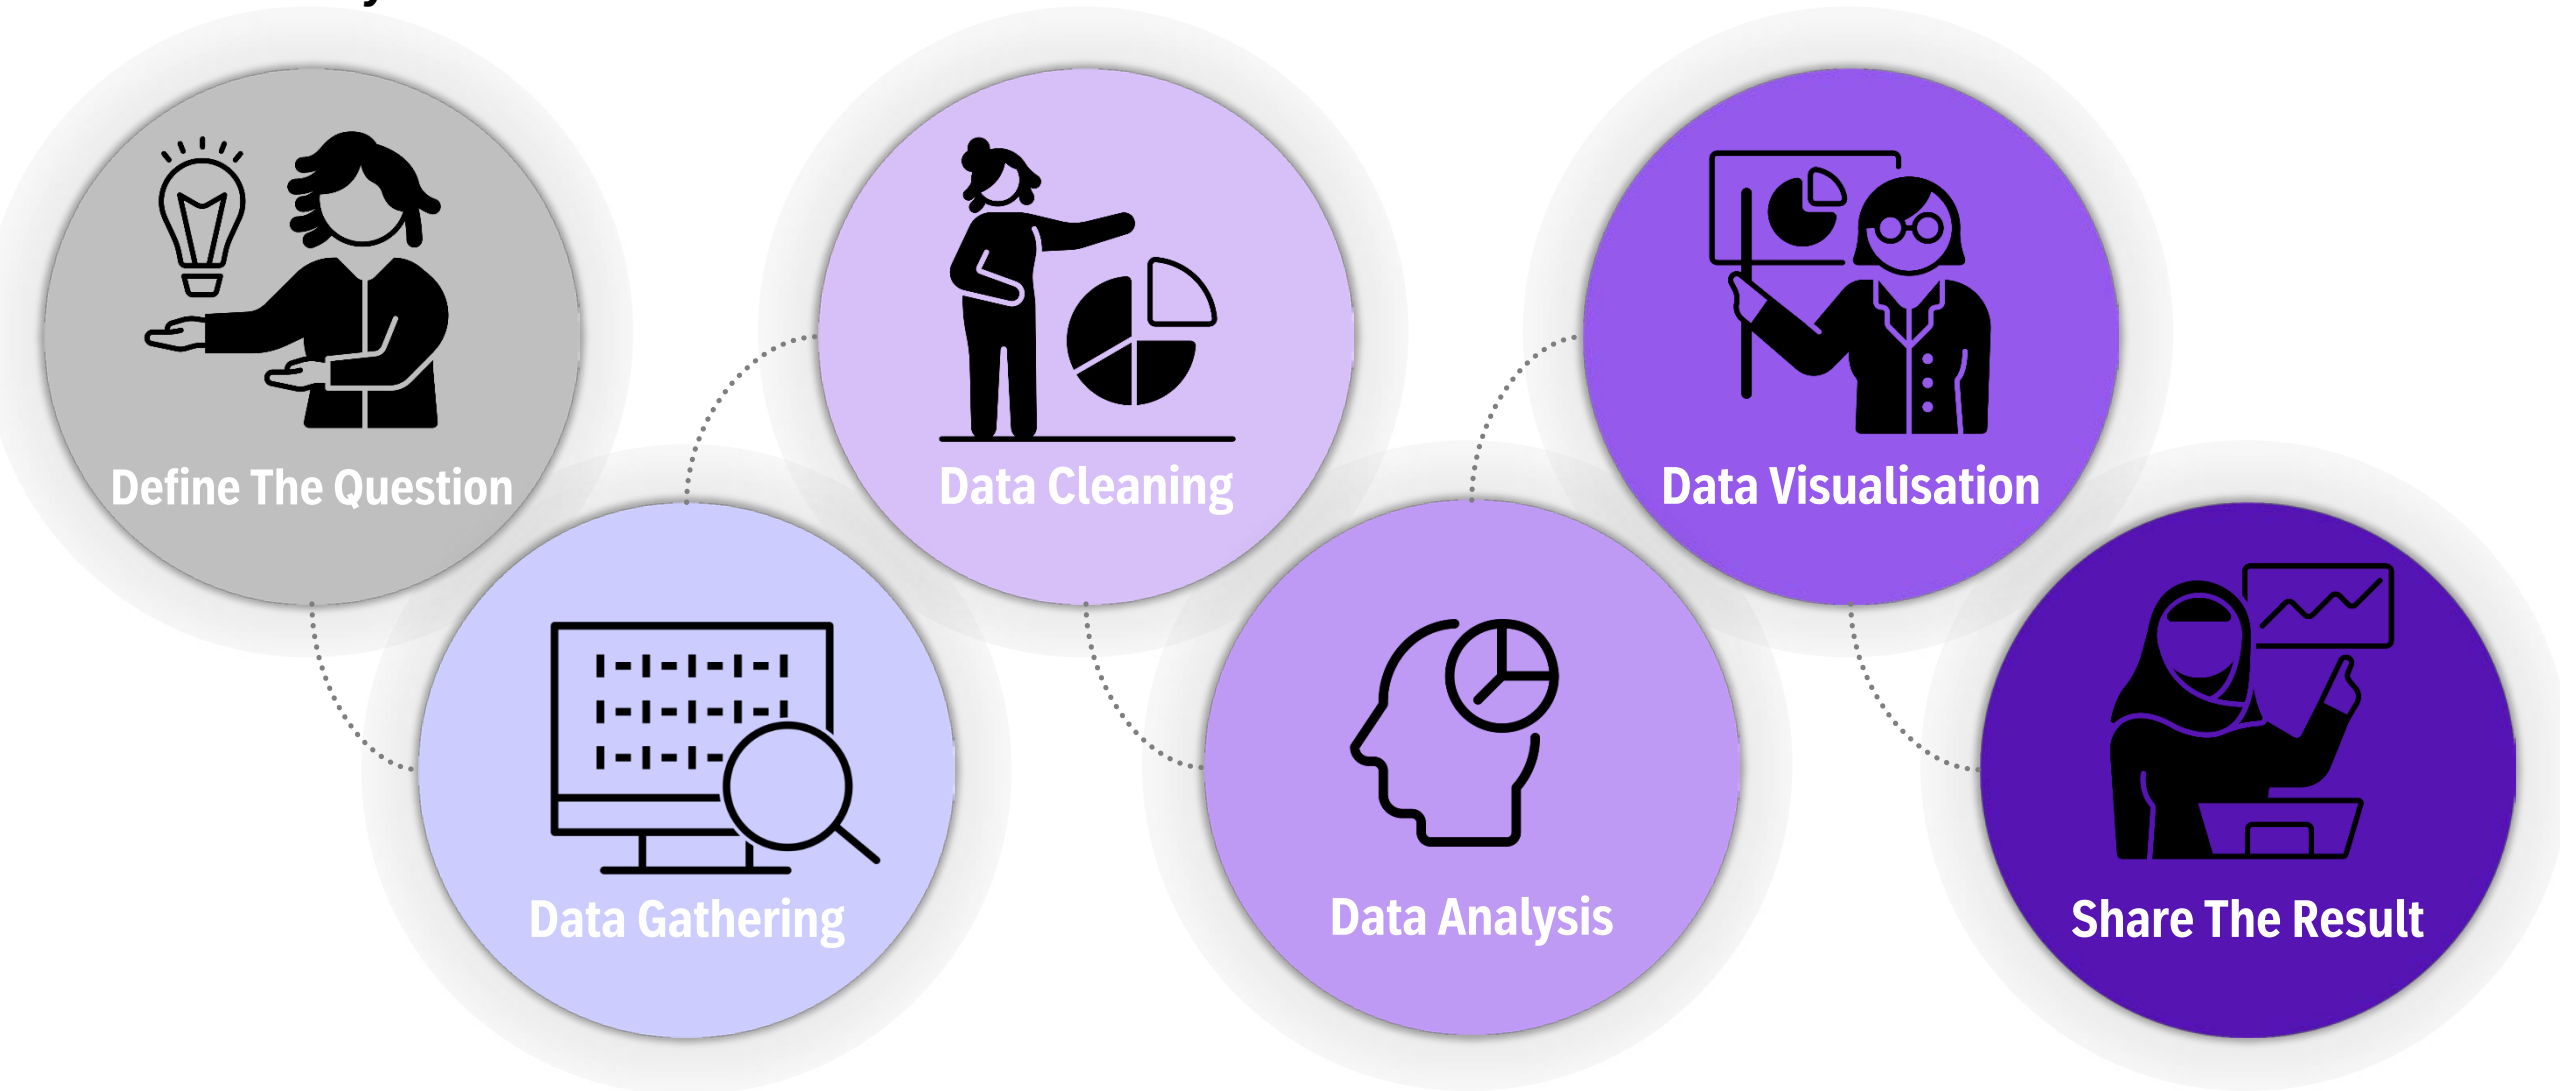 Define The Question
Data Gathering
Data Cleaning
Data Analysis
Data Visualisation
Share The Result